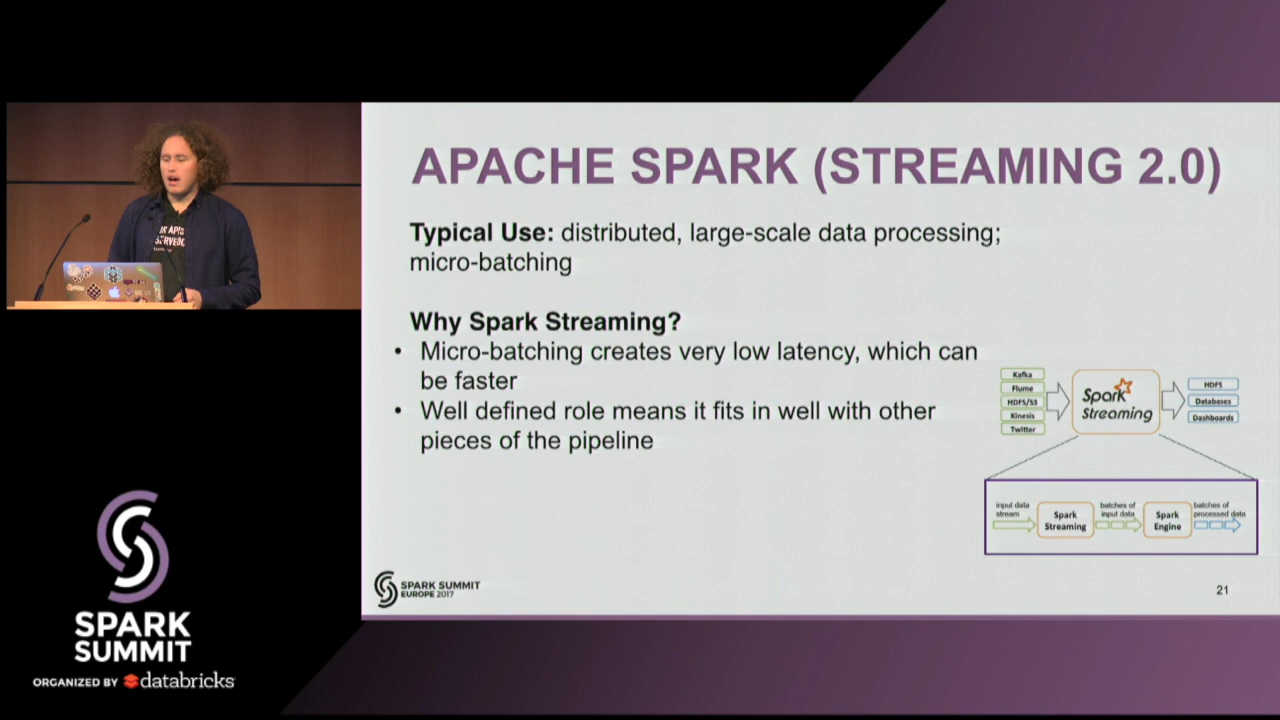 APACHE SPARK (STREAMING 2.0)
Typical Use: distributed, large-scale data processing;
micro-batching
Why Spark Streaming?
• Micro-batching creates very low latency, which can
be faster
• Well defined role means it fits in well with other
pieces of the pipeline
Kafka
Flume
HDFS/S3
Kinesis
Twitter
Spark
Streaming
HDFS
Databases
Dashboards
input data
stream
Spark
Streaming
batches of
input data
Spark
Engine
batches of
processed data
SPARK SUMMIT
EUROPE 2017
21
SPARK
SUMMIT
ORGANIZED BY databricks